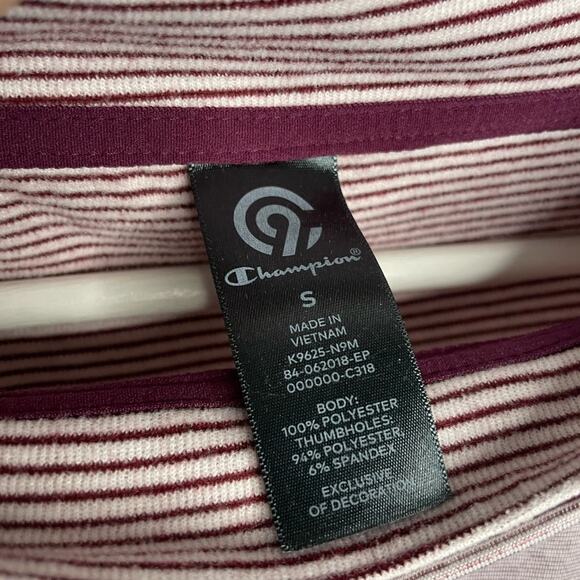 C9
Champion®
S
MADE IN
VIETNAM
K9625-N9M
84-062018-EP
000000-C318
BODY:
100% POLYESTER
THUMBHOLES:
94% POLYESTER,
6% SPANDEX
EXCLUSIVE
OF DECORATION